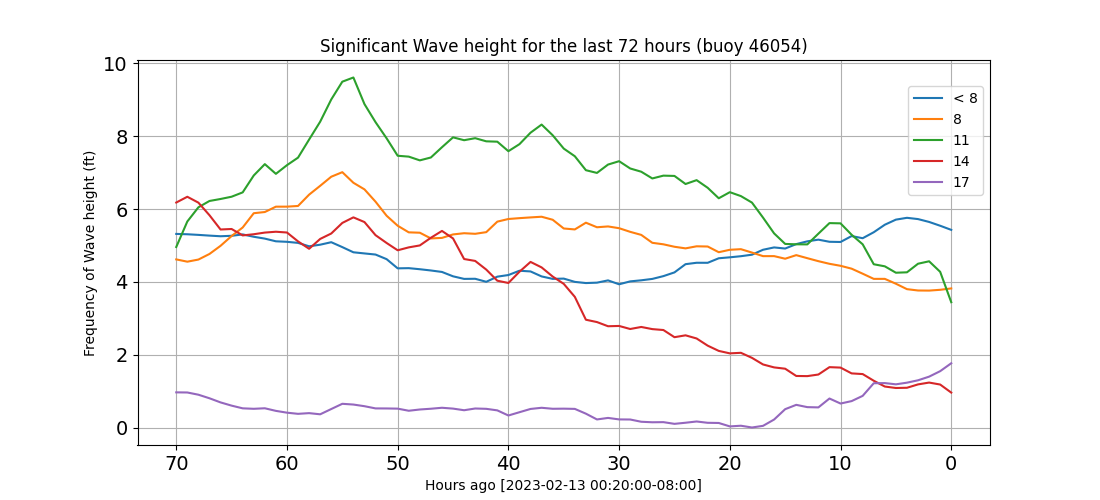 Significant Wave height for the last 72 hours (buoy 46054)
Frequency of Wave height (ft)
10
8
6
4
2
0
< 8
8
11
14
17
70 60 50 40 30 20 10 0
Hours ago [2023-02-13 00:20:00-08:00]